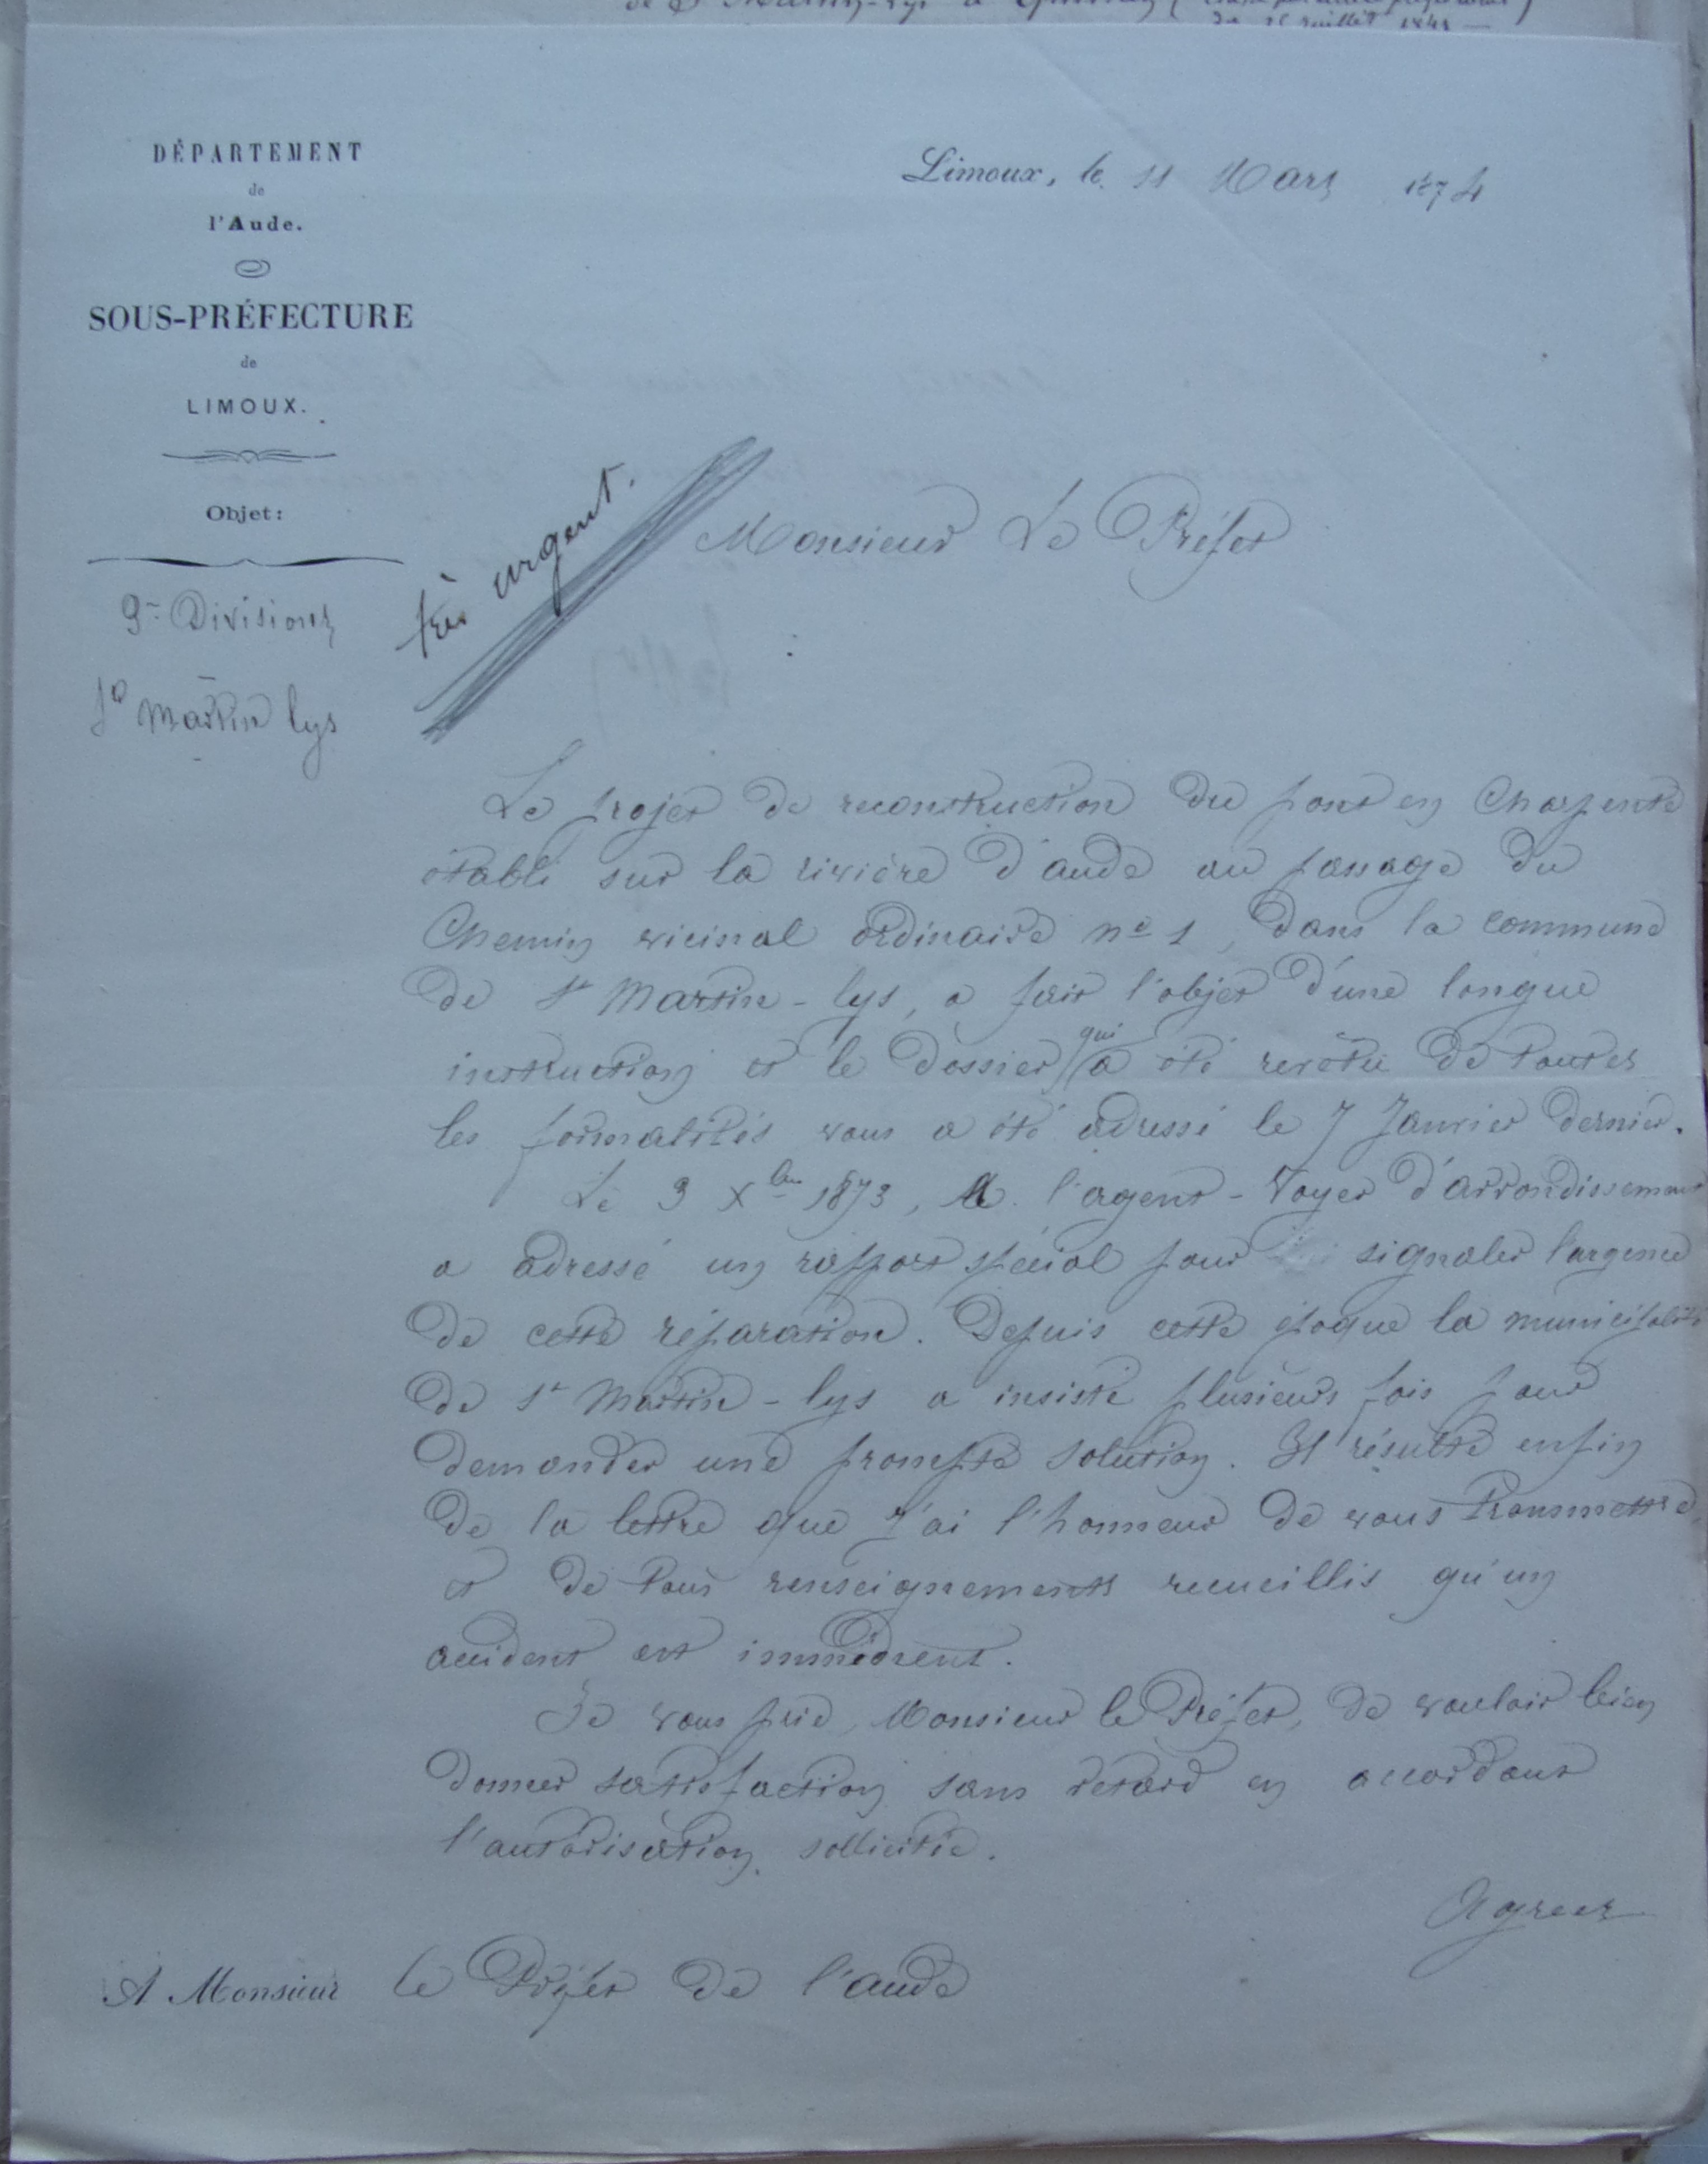 DÉPARTEMENT
de
l'Aude.
SOUS-PRÉFECTURE
de
LIMOUX.
Objet:
3e Division
St Martin lys
Limoux, le 11 Mars 1874
très urgent.
Monsieur Le Préfet
Le projet de reconstruction du pont en Charpente
établi sur la rivière d'aude au passage du
Chemin vicinal ordinaire no 1, dans la commune
de St Martin-lys, a fait l'objet d'une longue
instruction et le dossier qui a été revêtu de toutes
les formalités vous a été adressé le 7 Janvier dernier.
Le 3 Xbre 1873, M. l'agent-Voyer d'arrondissement
a adressé un rapport spécial pour signaler l'urgence
de cette réparation. Depuis cette époque la municipalité
de St Martin-lys a insisté plusieurs fois pour
demander une prompte solution. Il résulte enfin
de la lettre que j'ai l'honneur de vous transmettre
et de tous renseignements recueillis qu'un
accident est imminent.
Je vous prie, Monsieur le Préfet, de vouloir bien
donner satisfaction sans retard en accordant
l'autorisation sollicitée.
Agréez
A Monsieur le Préfet de l'aude